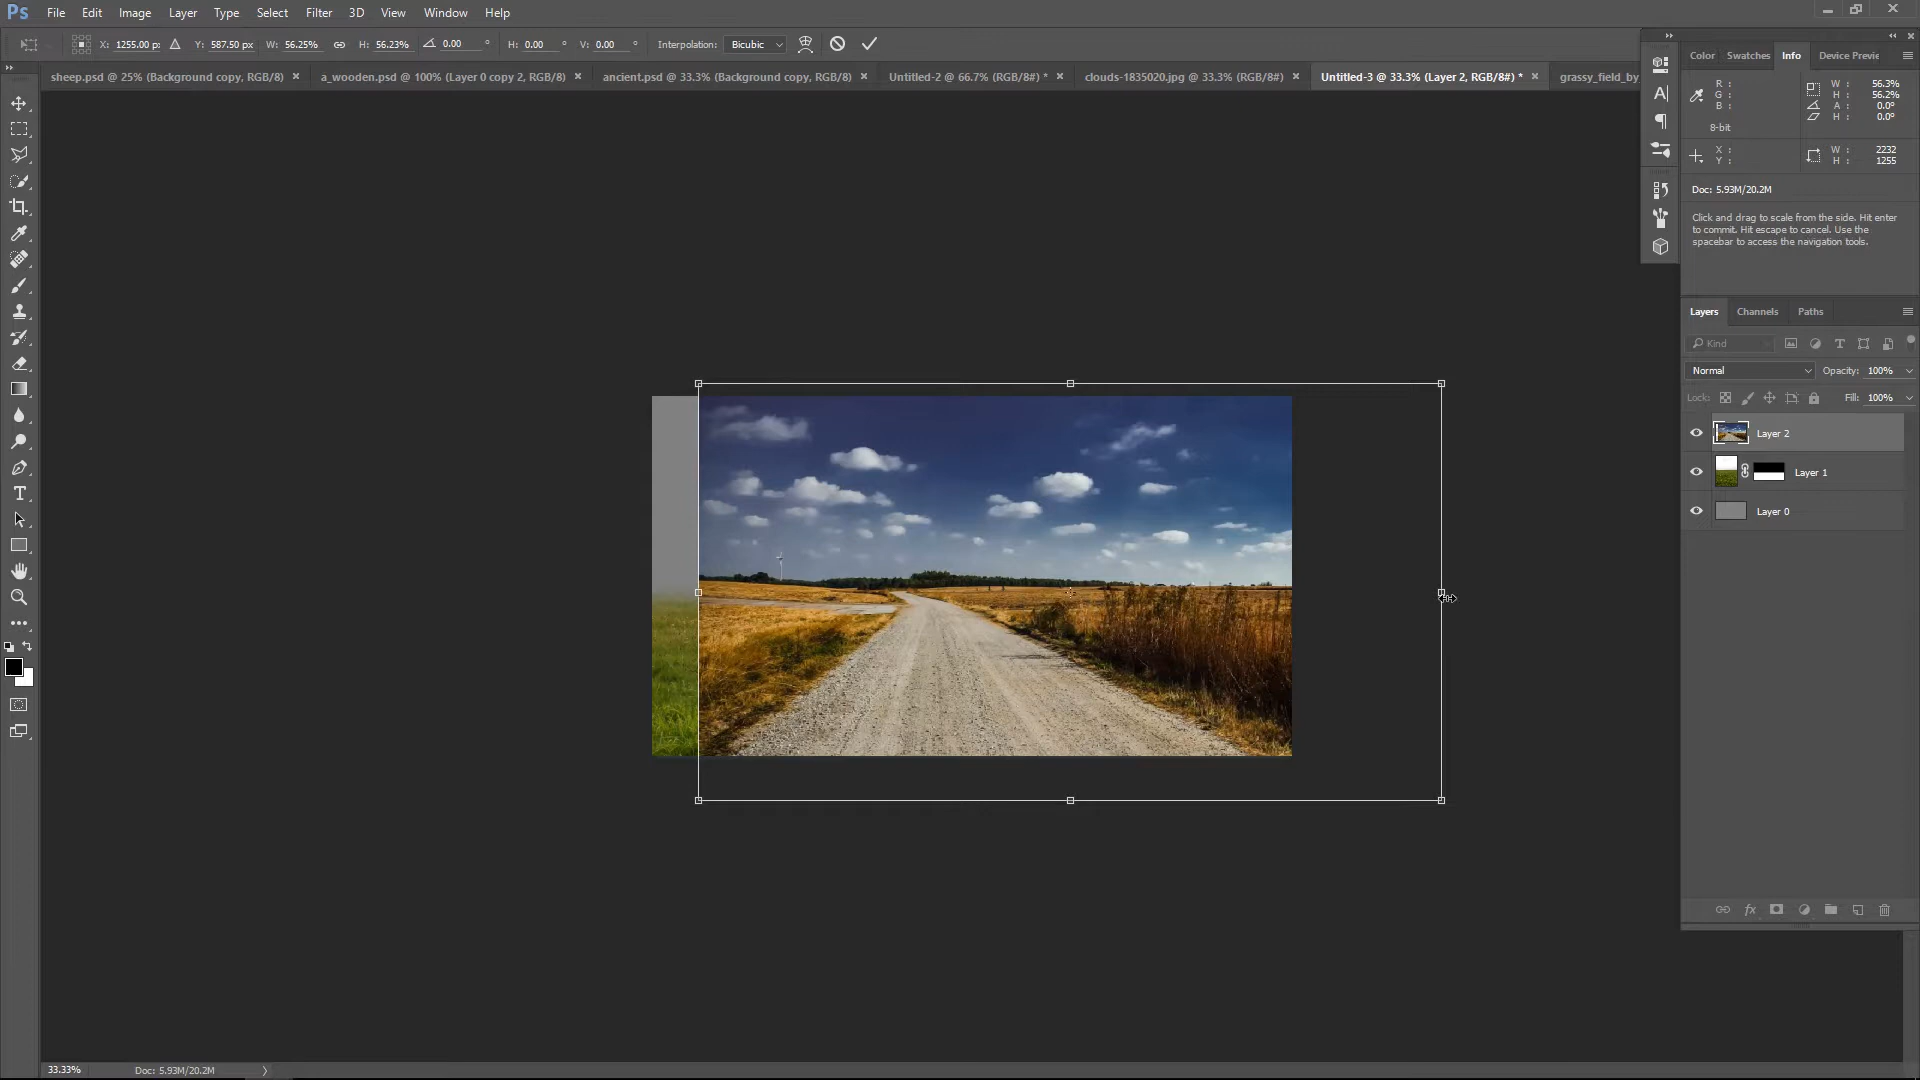 Ps File Edit Image Layer Type Select Filter 3D View Window Help
X: 1255.00 px Y: 587.50 px W: 56.25% H: 56.23% 0.00 ° H: 0.00 ° V: 0.00 ° Interpolation: Bicubic
sheep.psd @ 25% (Background copy, RGB/8) × a_wooden.psd @ 100% (Layer 0 copy 2, RGB/8) × ancient.psd @ 33.3% (Background copy, RGB/8) × Untitled-2 @ 66.7% (RGB/8#) * × clouds-1835020.jpg @ 33.3% (RGB/8#) × Untitled-3 @ 33.3% (Layer 2, RGB/8#) * × grassy_field_by_
Color Swatches Info Device Previe
R : W : 56.3%
G : H : 56.2%
B : A : 0.0°
H : 0.0°
8-bit
X : W : 2232
Y : H : 1255
Doc: 5.93M/20.2M
Click and drag to scale from the side. Hit enter
to commit. Hit escape to cancel. Use the
spacebar to access the navigation tools.
Layers Channels Paths
Kind
Normal Opacity: 100%
Lock: Fill: 100%
Layer 2
Layer 1
Layer 0
fx
33.33% Doc: 5.93M/20.2M